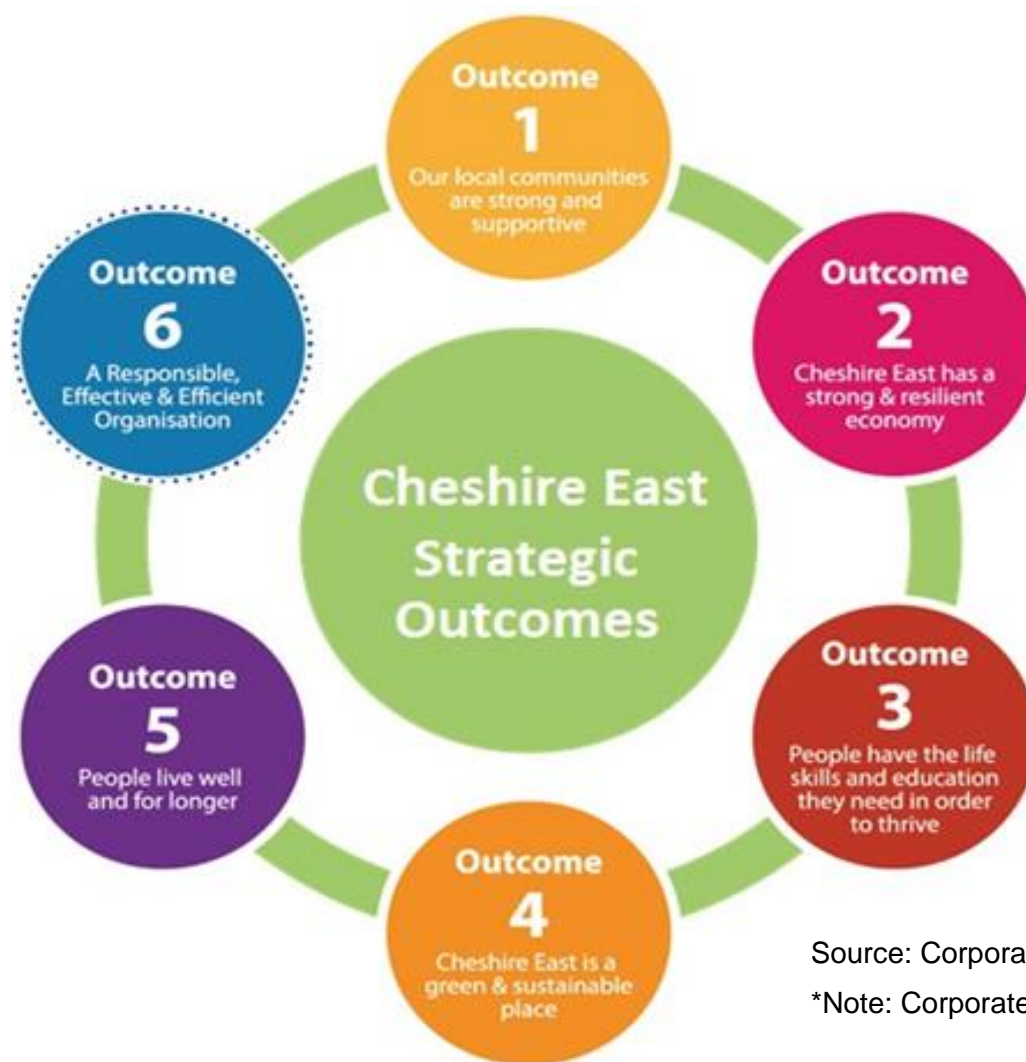 Outcome
1
Our local communities
are strong and
supportive
Outcome
2
Cheshire East has a
strong & resilient
economy
Outcome
3
People have the life
skills and education
they need in order
to thrive
Outcome
4
Cheshire East is a
green & sustainable
place
Outcome
5
People live well
and for longer
Outcome
6
A Responsible,
Effective & Efficient
Organisation
Cheshire East
Strategic
Outcomes
Source:
*Note: Corporate